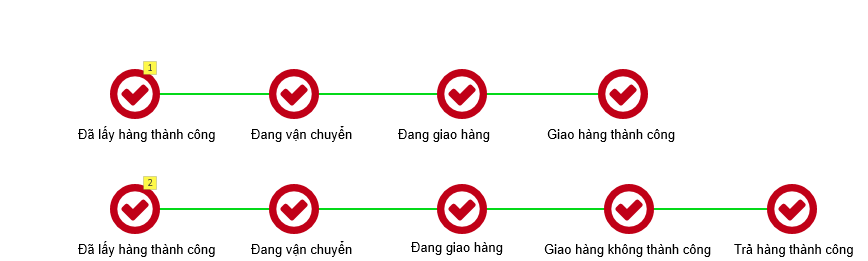 1
Đã lấy hàng thành công
Đang vận chuyển
Đang giao hàng
Giao hàng thành công
2
Đã lấy hàng thành công
Đang vận chuyển
Đang giao hàng
Giao hàng không thành công
Trả hàng thành công